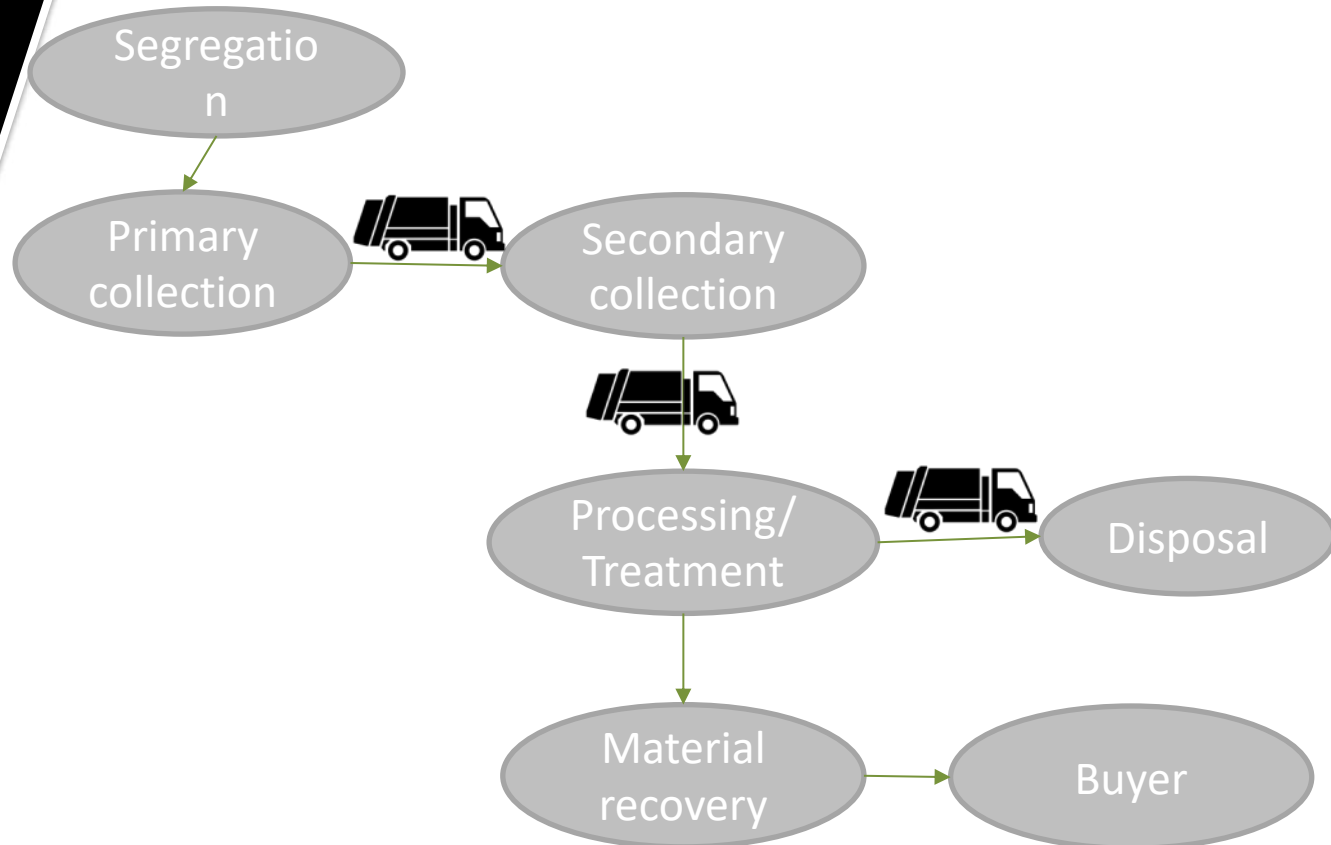 Segregatio
n
Primary
collection
Secondary
collection
Processing/
Treatment
Disposal
Material
recovery
Buyer